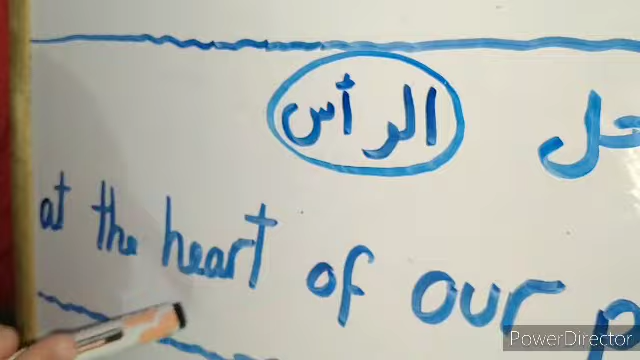 الرأس
at the heart of our
PowerDirector